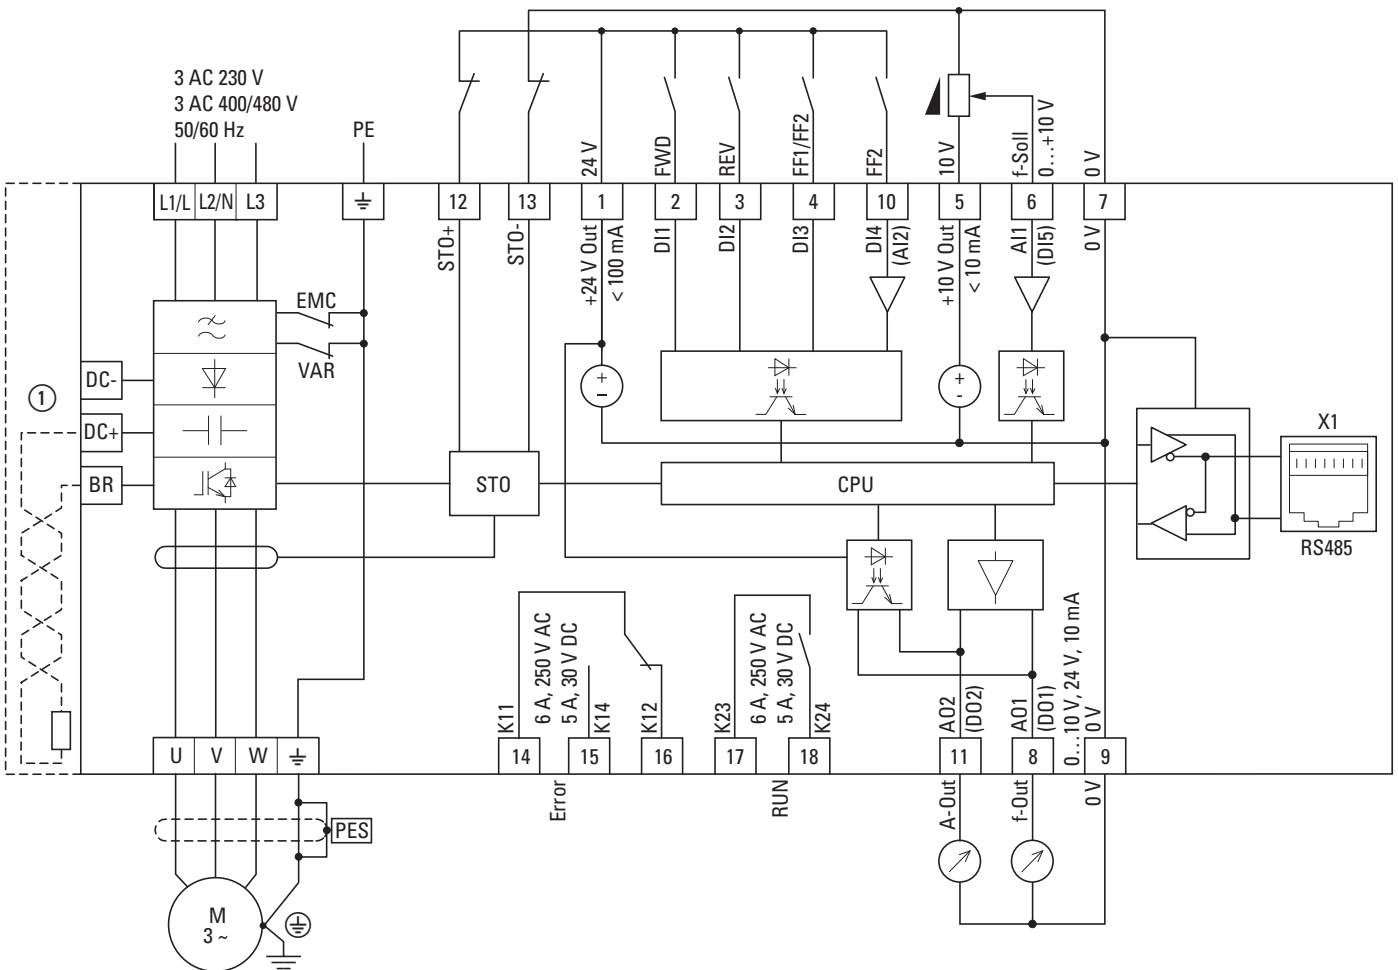 3 AC 230 V
3 AC 400/480 V
50/60 Hz
PE
24 V
FWD
REV
FF1/FF2
FF2
10 V
f-Soll
0...+10 V
0 V
L1/L
L2/N
L3
12
13
1
2
3
4
10
5
6
7
STO+
STO-
+24 V Out
< 100 mA
DI1
DI2
DI3
DI4
(AI2)
+10 V Out
< 10 mA
AI1
(DI5)
0 V
EMC
VAR
DC-
DC+
BR
1
STO
CPU
X1
RS485
K11
6 A, 250 V AC
5 A, 30 V DC
K14
K12
K23
6 A, 250 V AC
5 A, 30 V DC
K24
AO2
(DO2)
AO1
(DO1)
0...10 V, 24 V, 10 mA
0 V
U
V
W
14
15
16
17
18
11
8
9
Error
RUN
A-Out
f-Out
0 V
PES
M
3 ~